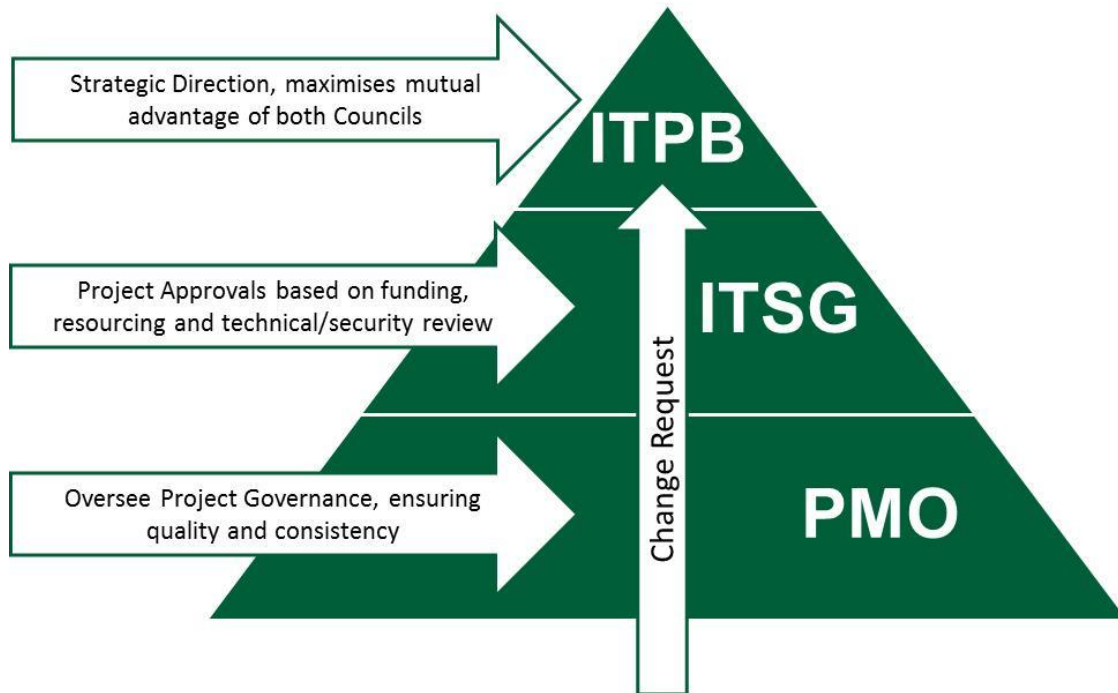 Strategic Direction, maximises mutual
advantage of both Councils
ITPB
Project Approvals based on funding,
resourcing and technical/security review
ITSG
Oversee Project Governance, ensuring
quality and consistency
PMO
Change Request